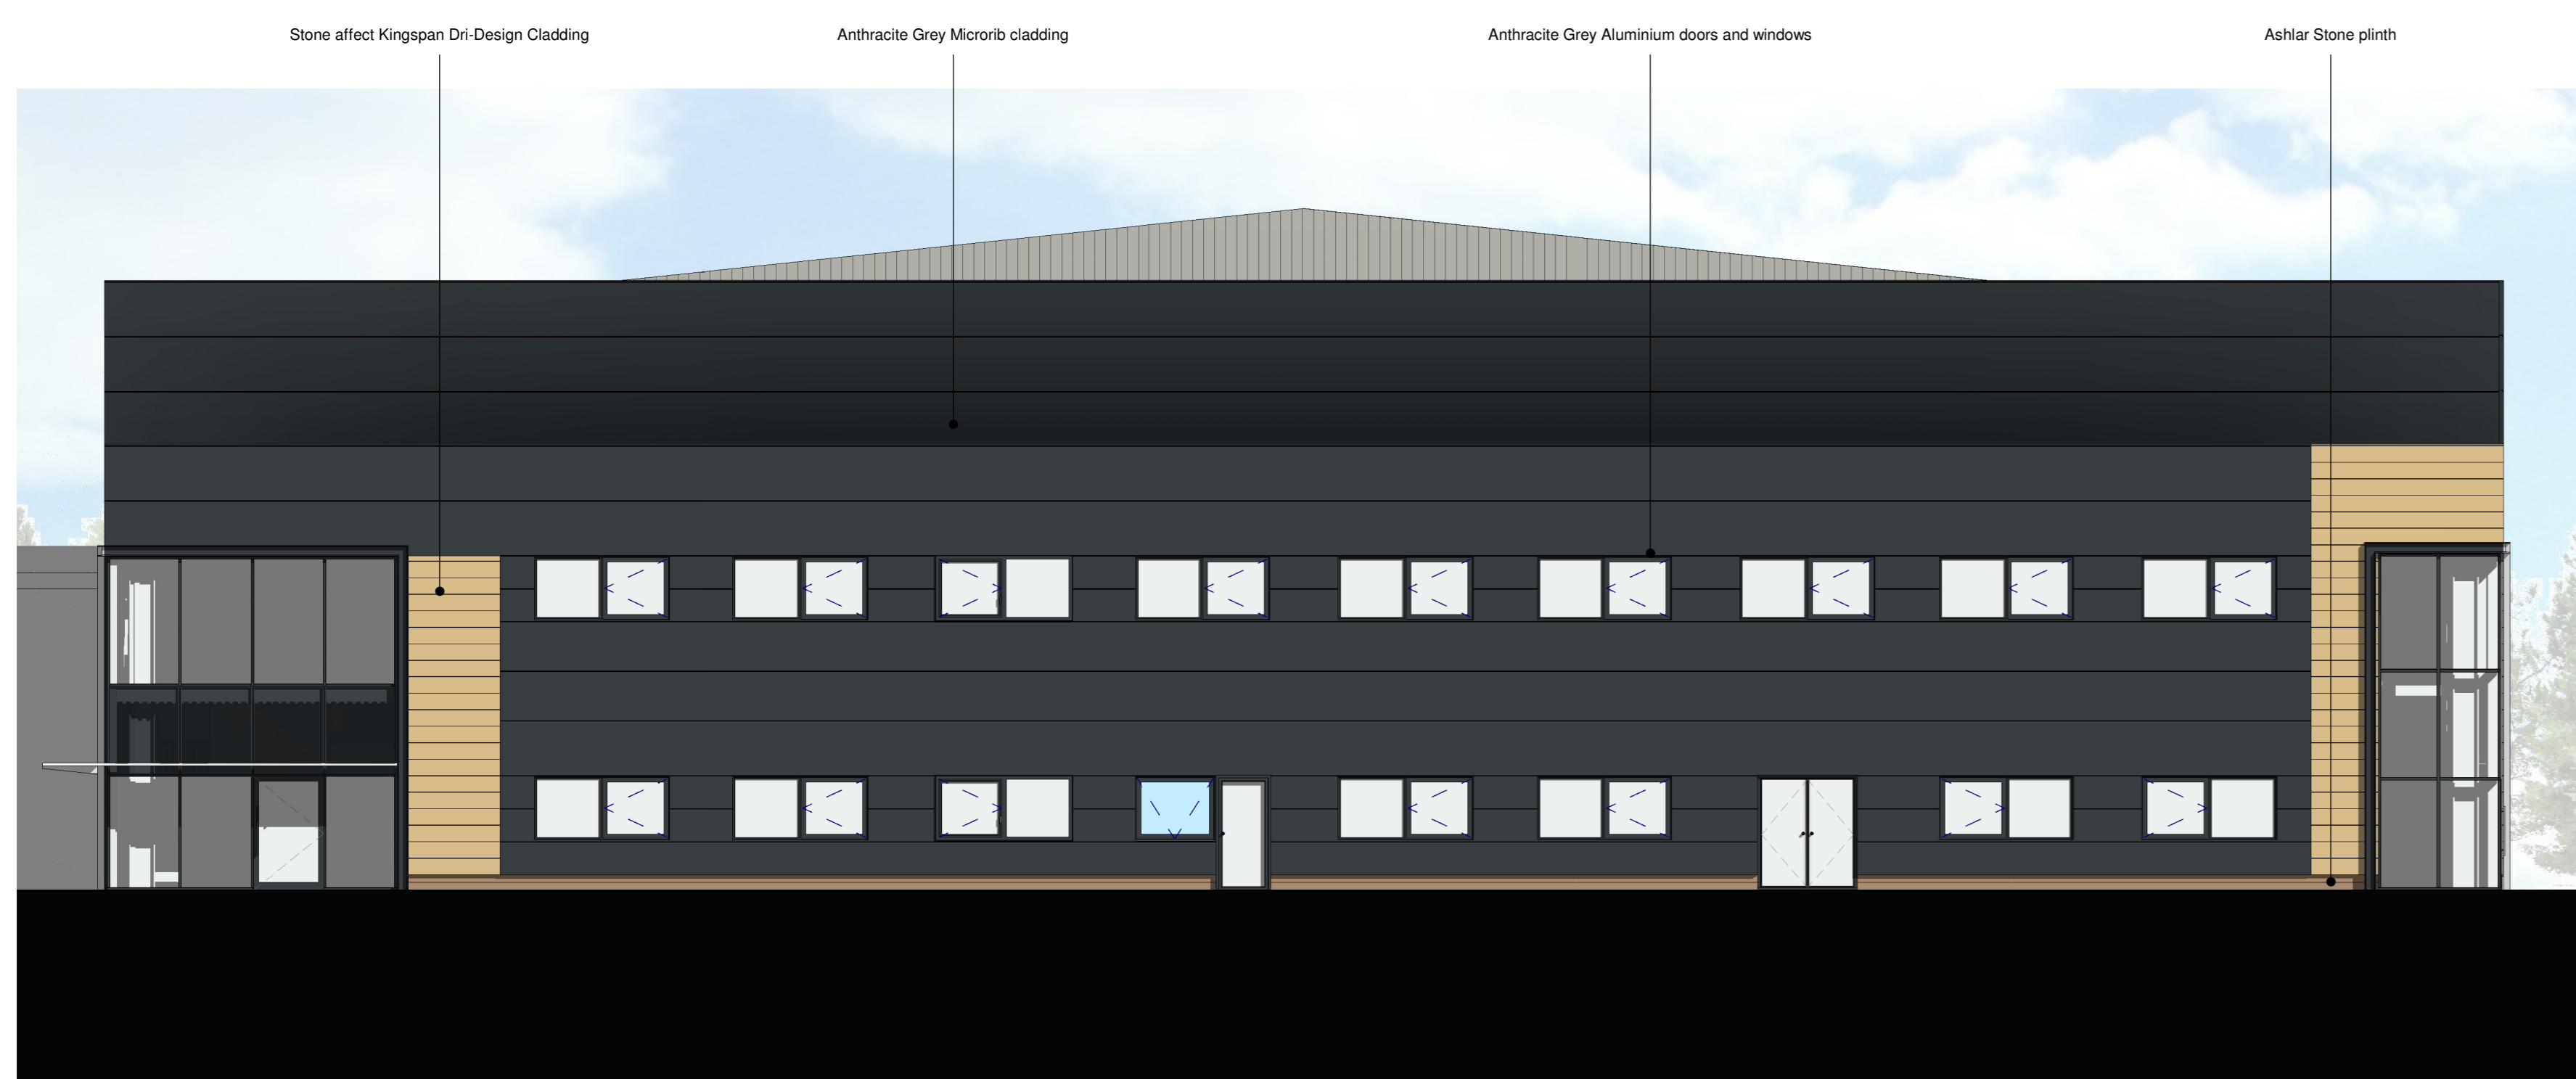 Stone affect Kingspan Dri-Design Cladding
Anthracite Grey Microrib cladding
Anthracite Grey Aluminium doors and windows
Ashlar Stone plinth